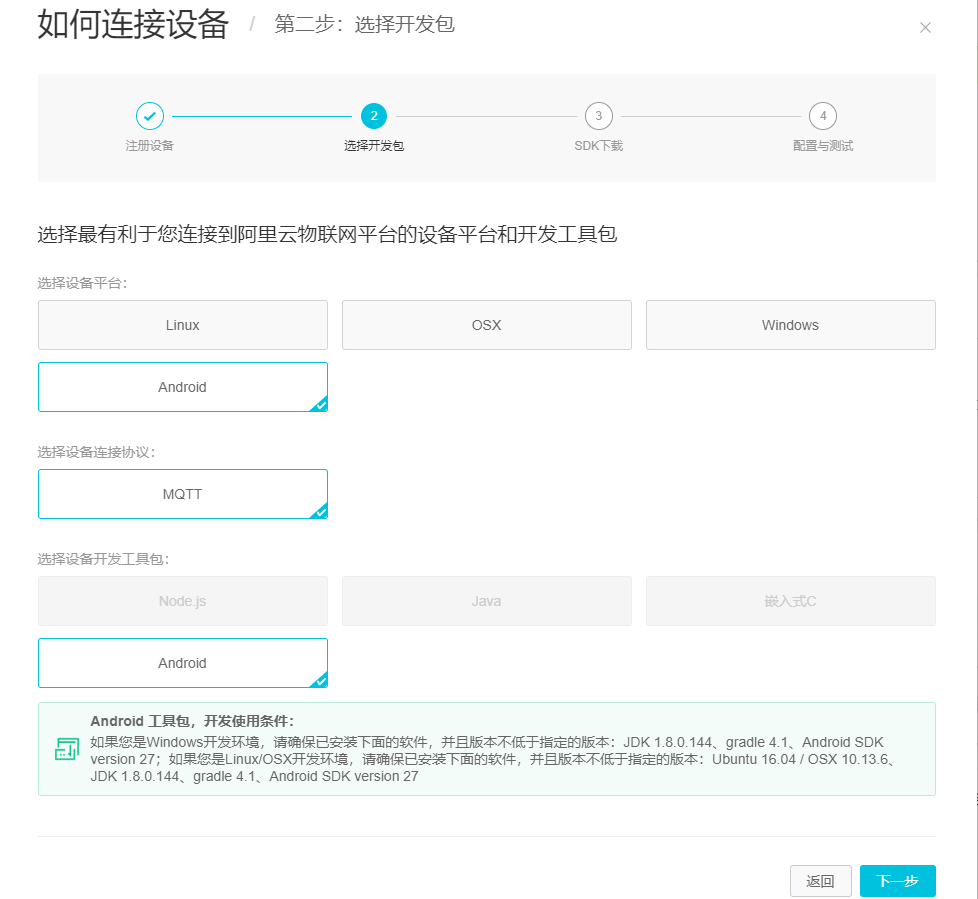 如何连接设备 / 第二步：选择开发包
2
3
4
注册设备
选择开发包
SDK下载
配置与测试
选择最有利于您连接到阿里云物联网平台的设备平台和开发工具包
选择设备平台：
Linux
OSX
Windows
Android
选择设备连接协议：
MQTT
选择设备开发工具包：
Node.js
Java
嵌入式C
Android
Android 工具包，开发使用条件：
如果您是Windows开发环境，请确保已安装下面的软件，并且版本不低于指定的版本：JDK 1.8.0.144、gradle 4.1、Android SDK
version 27；如果您是Linux/OSX开发环境，请确保已安装下面的软件，并且版本不低于指定的版本：Ubuntu 16.04 / OSX 10.13.6、
JDK 1.8.0.144、gradle 4.1、Android SDK version 27
返回
下一步